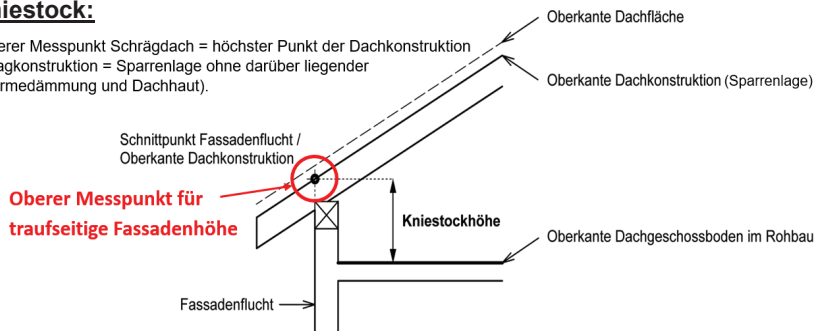 niestock:
erer Messpunkt Schrägdach = höchster Punkt der Dachkonstruktion
agkonstruktion = Sparrenlage ohne darüber liegender
rmedämmung und Dachhaut).
Oberkante Dachfläche
Oberkante Dachkonstruktion (Sparrenlage)
Schnittpunkt Fassadenflucht /
Oberkante Dachkonstruktion
Oberer Messpunkt für
traufseitige Fassadenhöhe
Kniestockhöhe
Oberkante Dachgeschossboden im Rohbau
Fassadenflucht